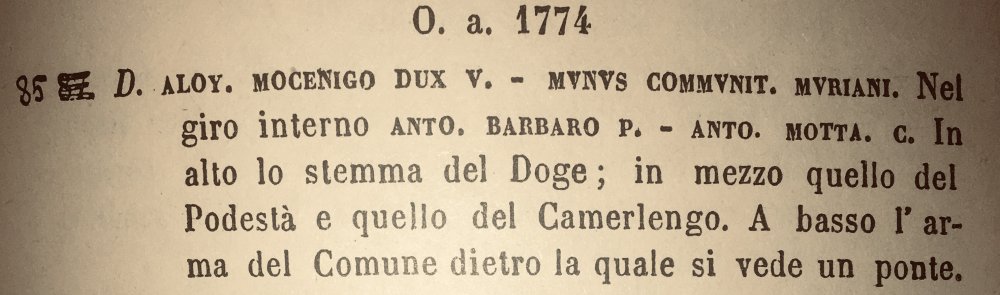 O. a. 1774
85 D. ALOY. MOCENIGO DUX V. - MVNVS COMMVNIT. MVRIANI. Nel
giro interno ANTO. BARBARO P. - ANTO. MOTTA. C. In
alto lo stemma del Doge; in mezzo quello del
Podestà e quello del Camerlengo. A basso l' ar-
ma del Comune dietro la quale si vede un ponte.